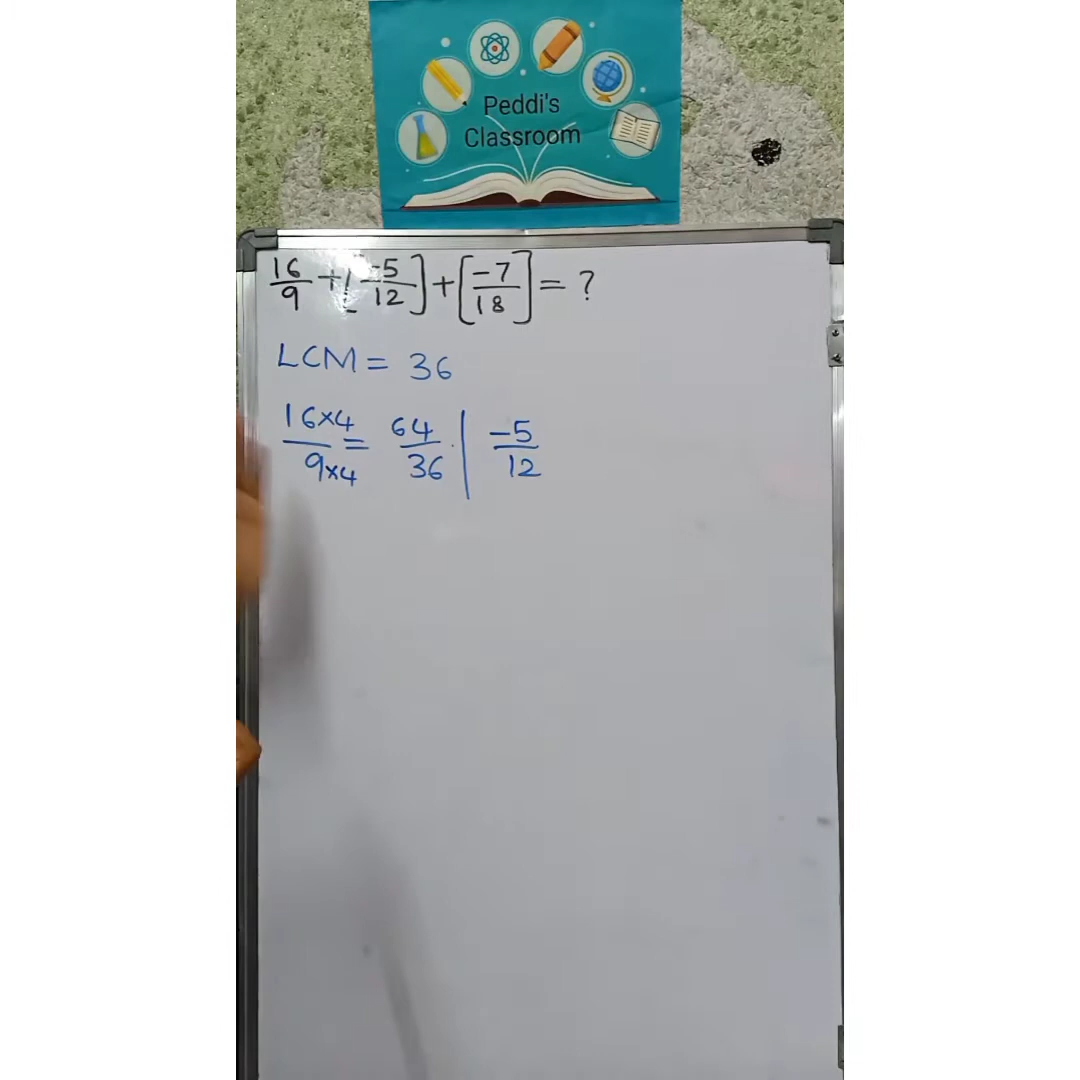 Peddi's
Classroom
16/9 + [-5/12] + [-7/18] = ?
LCM = 36
16×4/9×4 = 64/36 | -5/12